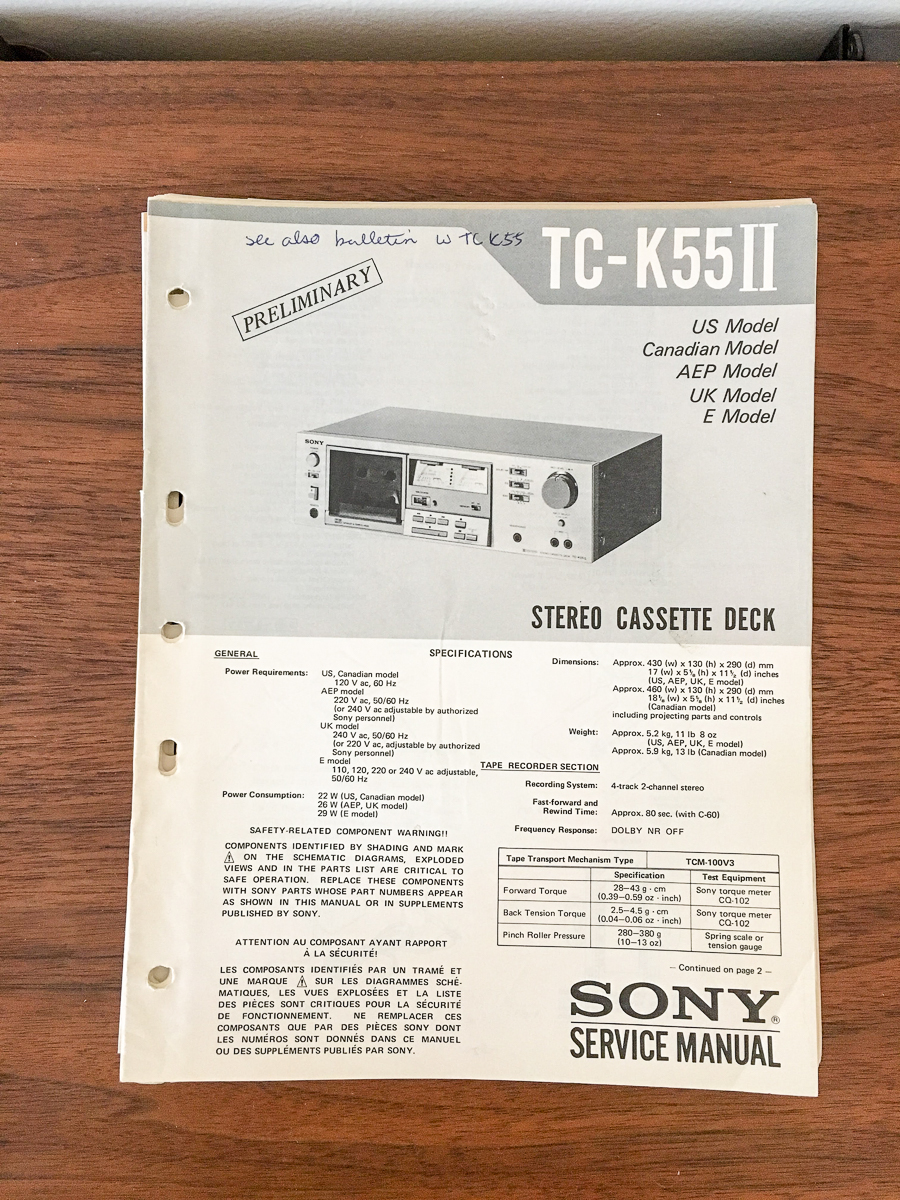 see also bulletin w TC K55
TC-K55II
PRELIMINARY
US Model
Canadian Model
AEP Model
UK Model
E Model
SONY
STEREO CASSETTE DECK
SPECIFICATIONS
GENERAL
Power Requirements: US, Canadian model
120 V ac, 60 Hz
AEP model
220 V ac, 50/60 Hz
(or 240 V ac adjustable by authorized
Sony personnel)
UK model
240 V ac, 50/60 Hz
(or 220 V ac, adjustable by authorized
Sony personnel)
E model
110, 120, 220 or 240 V ac adjustable,
50/60 Hz
Power Consumption: 22 W (US, Canadian model)
26 W (AEP, UK model)
29 W (E model)
SAFETY-RELATED COMPONENT WARNING!!
COMPONENTS IDENTIFIED BY SHADING AND MARK
⚠ ON THE SCHEMATIC DIAGRAMS, EXPLODED
VIEWS AND IN THE PARTS LIST ARE CRITICAL TO
SAFE OPERATION. REPLACE THESE COMPONENTS
WITH SONY PARTS WHOSE PART NUMBERS APPEAR
AS SHOWN IN THIS MANUAL OR IN SUPPLEMENTS
PUBLISHED BY SONY.
ATTENTION AU COMPOSANT AYANT RAPPORT
À LA SÉCURITÉ!
LES COMPOSANTS IDENTIFIÉS PAR UN TRAMÉ ET
UNE MARQUE ⚠ SUR LES DIAGRAMMES SCHÉ-
MATIQUES, LES VUES EXPLOSÉES ET LA LISTE
DES PIÈCES SONT CRITIQUES POUR LA SÉCURITÉ
DE FONCTIONNEMENT. NE REMPLACER CES
COMPOSANTS QUE PAR DES PIÈCES SONY DONT
LES NUMÉROS SONT DONNÉS DANS CE MANUEL
OU DES SUPPLÉMENTS PUBLIÉS PAR SONY.
Dimensions: Approx. 430 (w) x 130 (h) x 290 (d) mm
17 (w) x 5⅛ (h) x 11½ (d) inches
(US, AEP, UK, E model)
Approx. 460 (w) x 130 (h) x 290 (d) mm
18⅛ (w) x 5⅛ (h) x 11½ (d) inches
(Canadian model)
including projecting parts and controls
Weight: Approx. 5.2 kg, 11 lb 8 oz
(US, AEP, UK, E model)
Approx. 5.9 kg, 13 lb (Canadian model)
TAPE RECORDER SECTION
Recording System: 4-track 2-channel stereo
Fast-forward and
Rewind Time: Approx. 80 sec. (with C-60)
Frequency Response: DOLBY NR OFF
Tape Transport Mechanism Type TCM-100V3
Specification Test Equipment
Forward Torque 28–43 g · cm (0.39–0.59 oz · inch) Sony torque meter CQ-102
Back Tension Torque 2.5–4.5 g · cm (0.04–0.06 oz · inch) Sony torque meter CQ-102
Pinch Roller Pressure 280–380 g (10–13 oz) Spring scale or tension gauge
– Continued on page 2 –
SONY®
SERVICE MANUAL